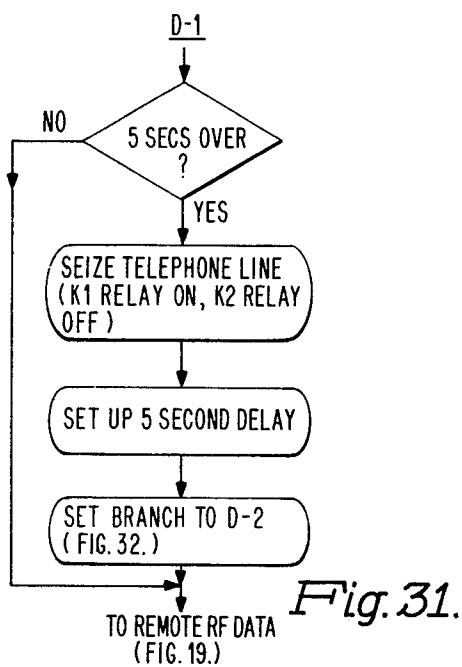 D-1
NO
5 SECS OVER
?
YES
SEIZE TELEPHONE LINE
(K1 RELAY ON, K2 RELAY
OFF)
SET UP 5 SECOND DELAY
SET BRANCH TO D-2
(FIG. 32.)
Fig. 31.
TO REMOTE RF DATA
(FIG. 19.)